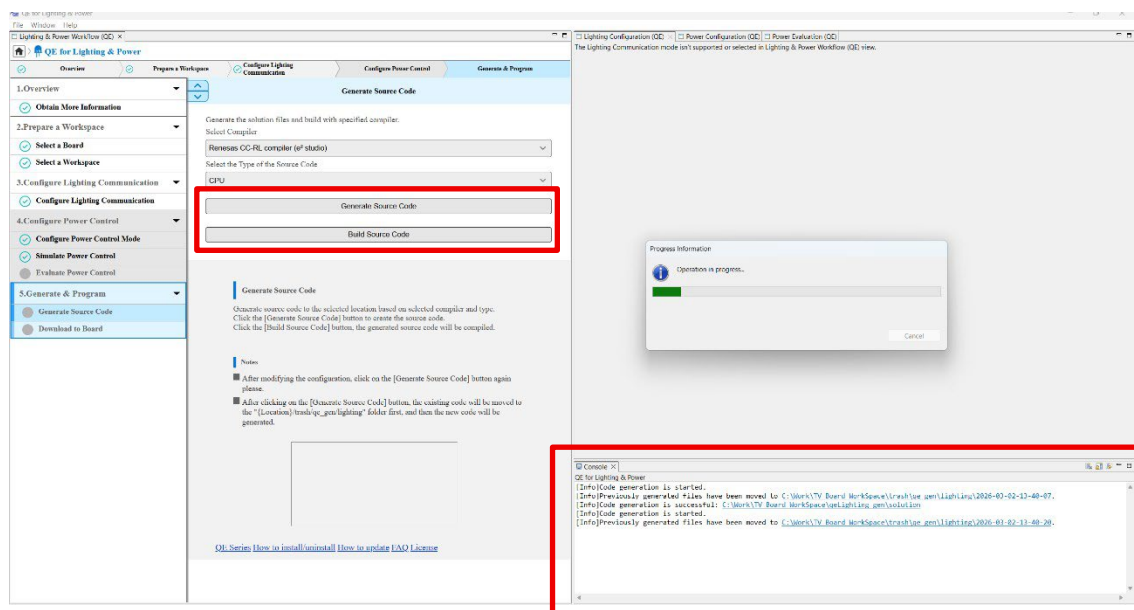 QE for Lighting & Power
File Window Help
Lighting & Power Workflow (QE)
QE for Lighting & Power
Overview
Prepare a Workspace
Configure Lighting Communication
Configure Power Control
Generate & Program
1.Overview
Obtain More Information
2.Prepare a Workspace
Select a Board
Select a Workspace
3.Configure Lighting Communication
Configure Lighting Communication
4.Configure Power Control
Configure Power Control Mode
Simulate Power Control
Evaluate Power Control
5.Generate & Program
Generate Source Code
Download to Board
Generate Source Code
Generate the solution files and build with specified compiler.
Select Compiler
Renesas CC-RL compiler (e² studio)
Select the Type of the Source Code
CPU
Generate Source Code
Build Source Code
Generate Source Code
Generate source code to the selected location based on selected compiler and type.
Click the [Generate Source Code] button to create the source code.
Click the [Build Source Code] button, the generated source code will be compiled.
Notes
After modifying the configuration, click on the [Generate Source Code] button again
please.
After clicking on the [Generate Source Code] button, the existing code will be moved to
the "{Location}/trash/qe_gen/lighting" folder first, and then the new code will be
generated.
QE Series How to install/uninstall How to update FAQ License
Lighting Configuration (QE) Power Configuration (QE) Power Evaluation (QE)
The Lighting Communication mode isn't supported or selected in Lighting & Power Workflow (QE) view.
Progress Information
Operation in progress..
Cancel
Console
QE for Lighting & Power
[Info]Code generation is started.
[Info]Previously generated files have been moved to C:\Work\TV Board WorkSpace\trash\qe_gen\lighting\2026-03-02-13-40-07.
[Info]Code generation is successful: C:\Work\TV Board WorkSpace\qeLighting_gen\solution
[Info]Code generation is started.
[Info]Previously generated files have been moved to C:\Work\TV Board WorkSpace\trash\qe_gen\lighting\2026-03-02-13-40-20.